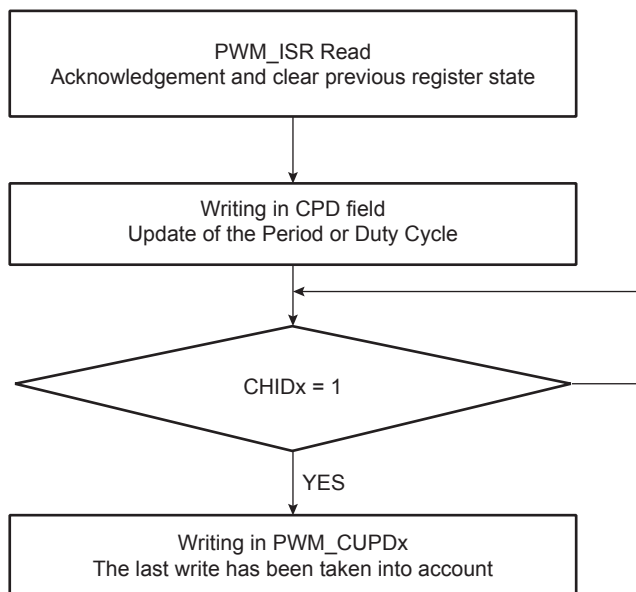 PWM_ISR Read
Acknowledgement and clear previous register state
Writing in CPD field
Update of the Period or Duty Cycle
CHIDx = 1
YES
Writing in PWM_CUPDx
The last write has been taken into account